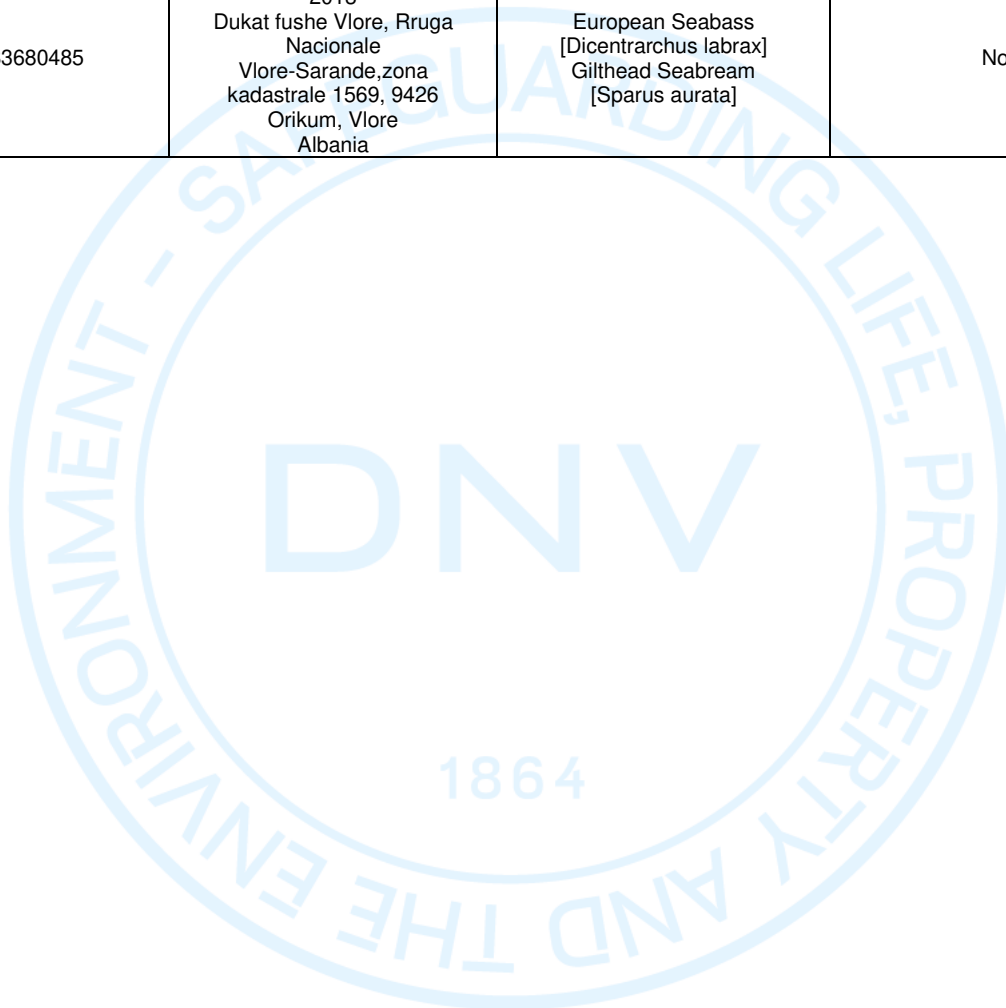 3680485
Dukat fushe Vlore, Rruga
Nacionale
Vlore-Sarande,zona
kadastrale 1569, 9426
Orikum, Vlore
Albania
European Seabass
[Dicentrarchus labrax]
Gilthead Seabream
[Sparus aurata]
No
SAFEGUARDING LIFE, PROPERTY AND THE ENVIRONMENT -
DNV
1864